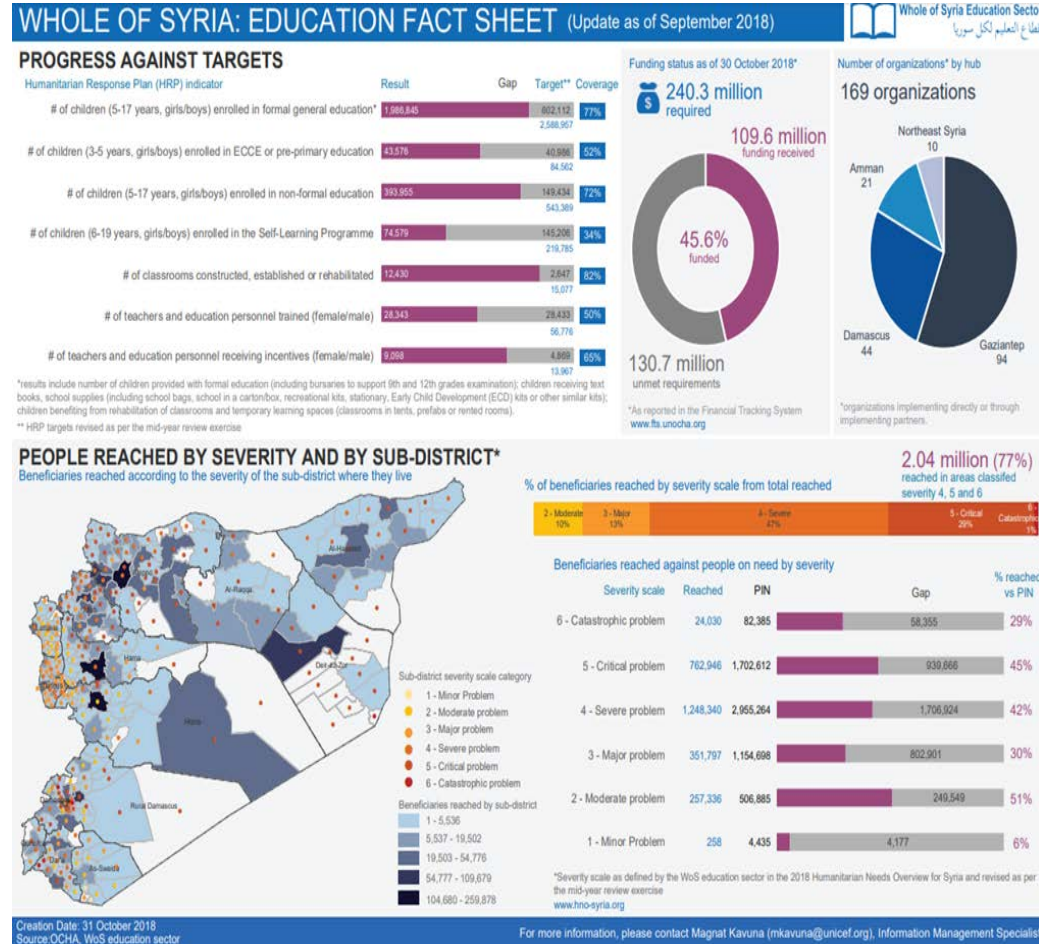 WHOLE OF SYRIA: EDUCATION FACT SHEET (Update as of September 2018)
Whole of Syria Education Secto
قطاع التعليم لكل سوريا
PROGRESS AGAINST TARGETS
Humanitarian Response Plan (HRP) indicator Result Gap Target** Coverage
# of children (5-17 years, girls/boys) enrolled in formal general education* 1,986,845 602,112 77%
2,588,957
# of children (3-5 years, girls/boys) enrolled in ECCE or pre-primary education 43,576 40,986 52%
84,562
# of children (5-17 years, girls/boys) enrolled in non-formal education 393,955 149,434 72%
543,389
# of children (6-19 years, girls/boys) enrolled in the Self-Learning Programme 74,579 145,206 34%
219,785
# of classrooms constructed, established or rehabilitated 12,430 2,647 82%
15,077
# of teachers and education personnel trained (female/male) 28,343 28,433 50%
56,776
# of teachers and education personnel receiving incentives (female/male) 9,098 4,869 65%
13,967
*results include number of children provided with formal education (including bursaries to support 9th and 12th grades examination); children receiving text
books, school supplies (including school bags, school in a carton/box, recreational kits, stationary, Early Child Development (ECD) kits or other similar kits);
children benefiting from rehabilitation of classrooms and temporary learning spaces (classrooms in tents, prefabs or rented rooms).
** HRP targets revised as per the mid-year review exercise
Funding status as of 30 October 2018*
$
240.3 million
required
109.6 million
funding received
45.6%
funded
130.7 million
unmet requirements
*As reported in the Financial Tracking System
www.fts.unocha.org
Number of organizations* by hub
169 organizations
Northeast Syria
10
Amman
21
Damascus
44
Gaziantep
94
*organizations implementing directly or through
implementing partners.
PEOPLE REACHED BY SEVERITY AND BY SUB-DISTRICT*
Beneficiaries reached according to the severity of the sub-district where they live
Ar-Raqqa
Hama
Homs
Rural Damascus
Dar'a
As-Sweida
Sub-district severity scale category
1 - Minor Problem
2 - Moderate problem
3 - Major problem
4 - Severe problem
5 - Critical problem
6 - Catastrophic problem
Beneficiaries reached by sub-district
1 - 5,536
5,537 - 19,502
19,503 - 54,776
54,777 - 109,679
104,680 - 259,878
2.04 million (77%)
reached in areas classifed
severity 4, 5 and 6
% of beneficiaries reached by severity scale from total reached
2 - Moderate
10%
3 - Major
13%
4 - Severe
47%
5 - Critical
29%
6 -
Catastrophic
1%
Beneficiaries reached against people on need by severity
Severity scale Reached PIN Gap % reached
vs PIN
6 - Catastrophic problem 24,030 82,385 58,355 29%
5 - Critical problem 762,946 1,702,612 939,666 45%
4 - Severe problem 1,248,340 2,955,264 1,706,924 42%
3 - Major problem 351,797 1,154,698 802,901 30%
2 - Moderate problem 257,336 506,885 249,549 51%
1 - Minor Problem 258 4,435 4,177 6%
*Severity scale as defined by the WoS education sector in the 2018 Humanitarian Needs Overview for Syria and revised as per
the mid-year review exercise
www.hno-syria.org
Creation Date: 31 October 2018
Source:OCHA, WoS education sector
For more information, please contact Magnat Kavuna (mkavuna@unicef.org), Information Management Specialist